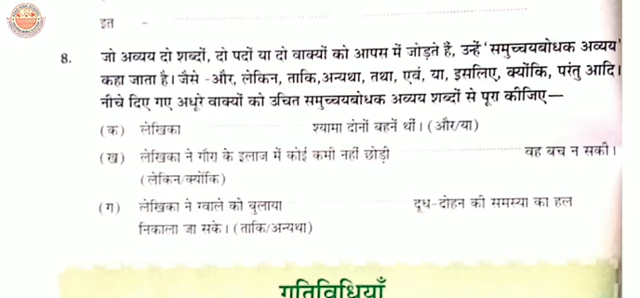 इत -
8. जो अव्यय दो शब्दों, दो पदों या दो वाक्यों को आपस में जोड़ते हैं, उन्हें 'समुच्चयबोधक अव्यय'
कहा जाता है। जैसे -और, लेकिन, ताकि,अन्यथा, तथा, एवं, या, इसलिए, क्योंकि, परंतु आदि।
नीचे दिए गए अधूरे वाक्यों को उचित समुच्चयबोधक अव्यय शब्दों से पूरा कीजिए—
(क) लेखिका श्यामा दोनों बहनें थीं। (और/या)
(ख) लेखिका ने गौरा के इलाज में कोई कमी नहीं छोड़ी वह बच न सकी।
(लेकिन/क्योंकि)
(ग) लेखिका ने ग्वाले को बुलाया दूध-दोहन की समस्या का हल
निकाला जा सके। (ताकि/अन्यथा)
गतिविधियाँ